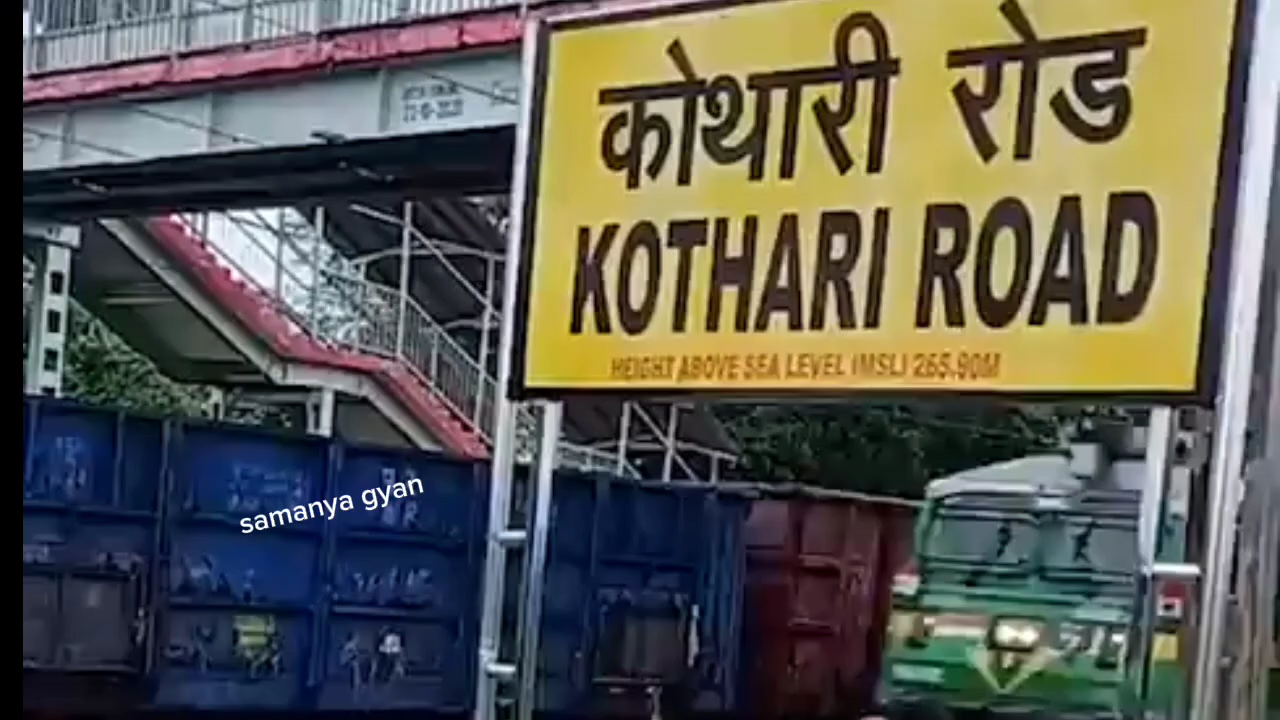 कोथारी रोड
KOTHARI ROAD
HEIGHT ABOVE SEA LEVEL (MSL) 265.90M
samanya gyan